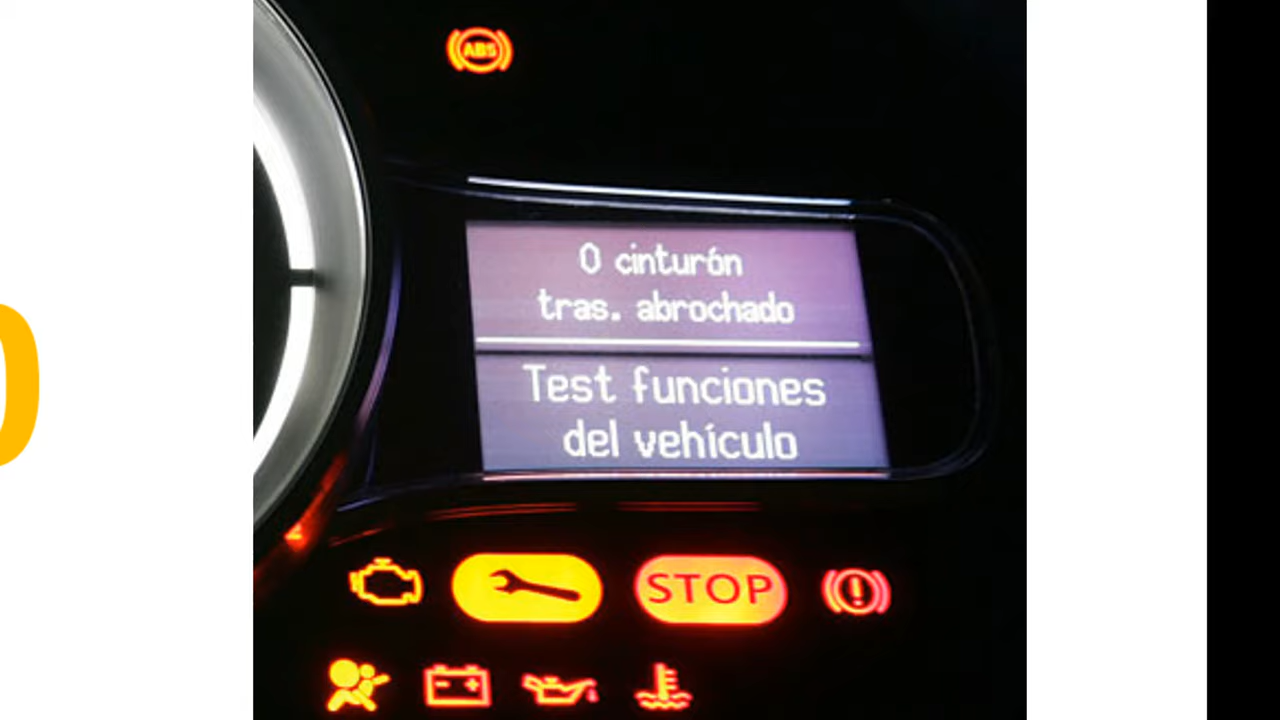 ABS
0 cinturón
tras. abrochado
Test funciones
del vehículo
STOP